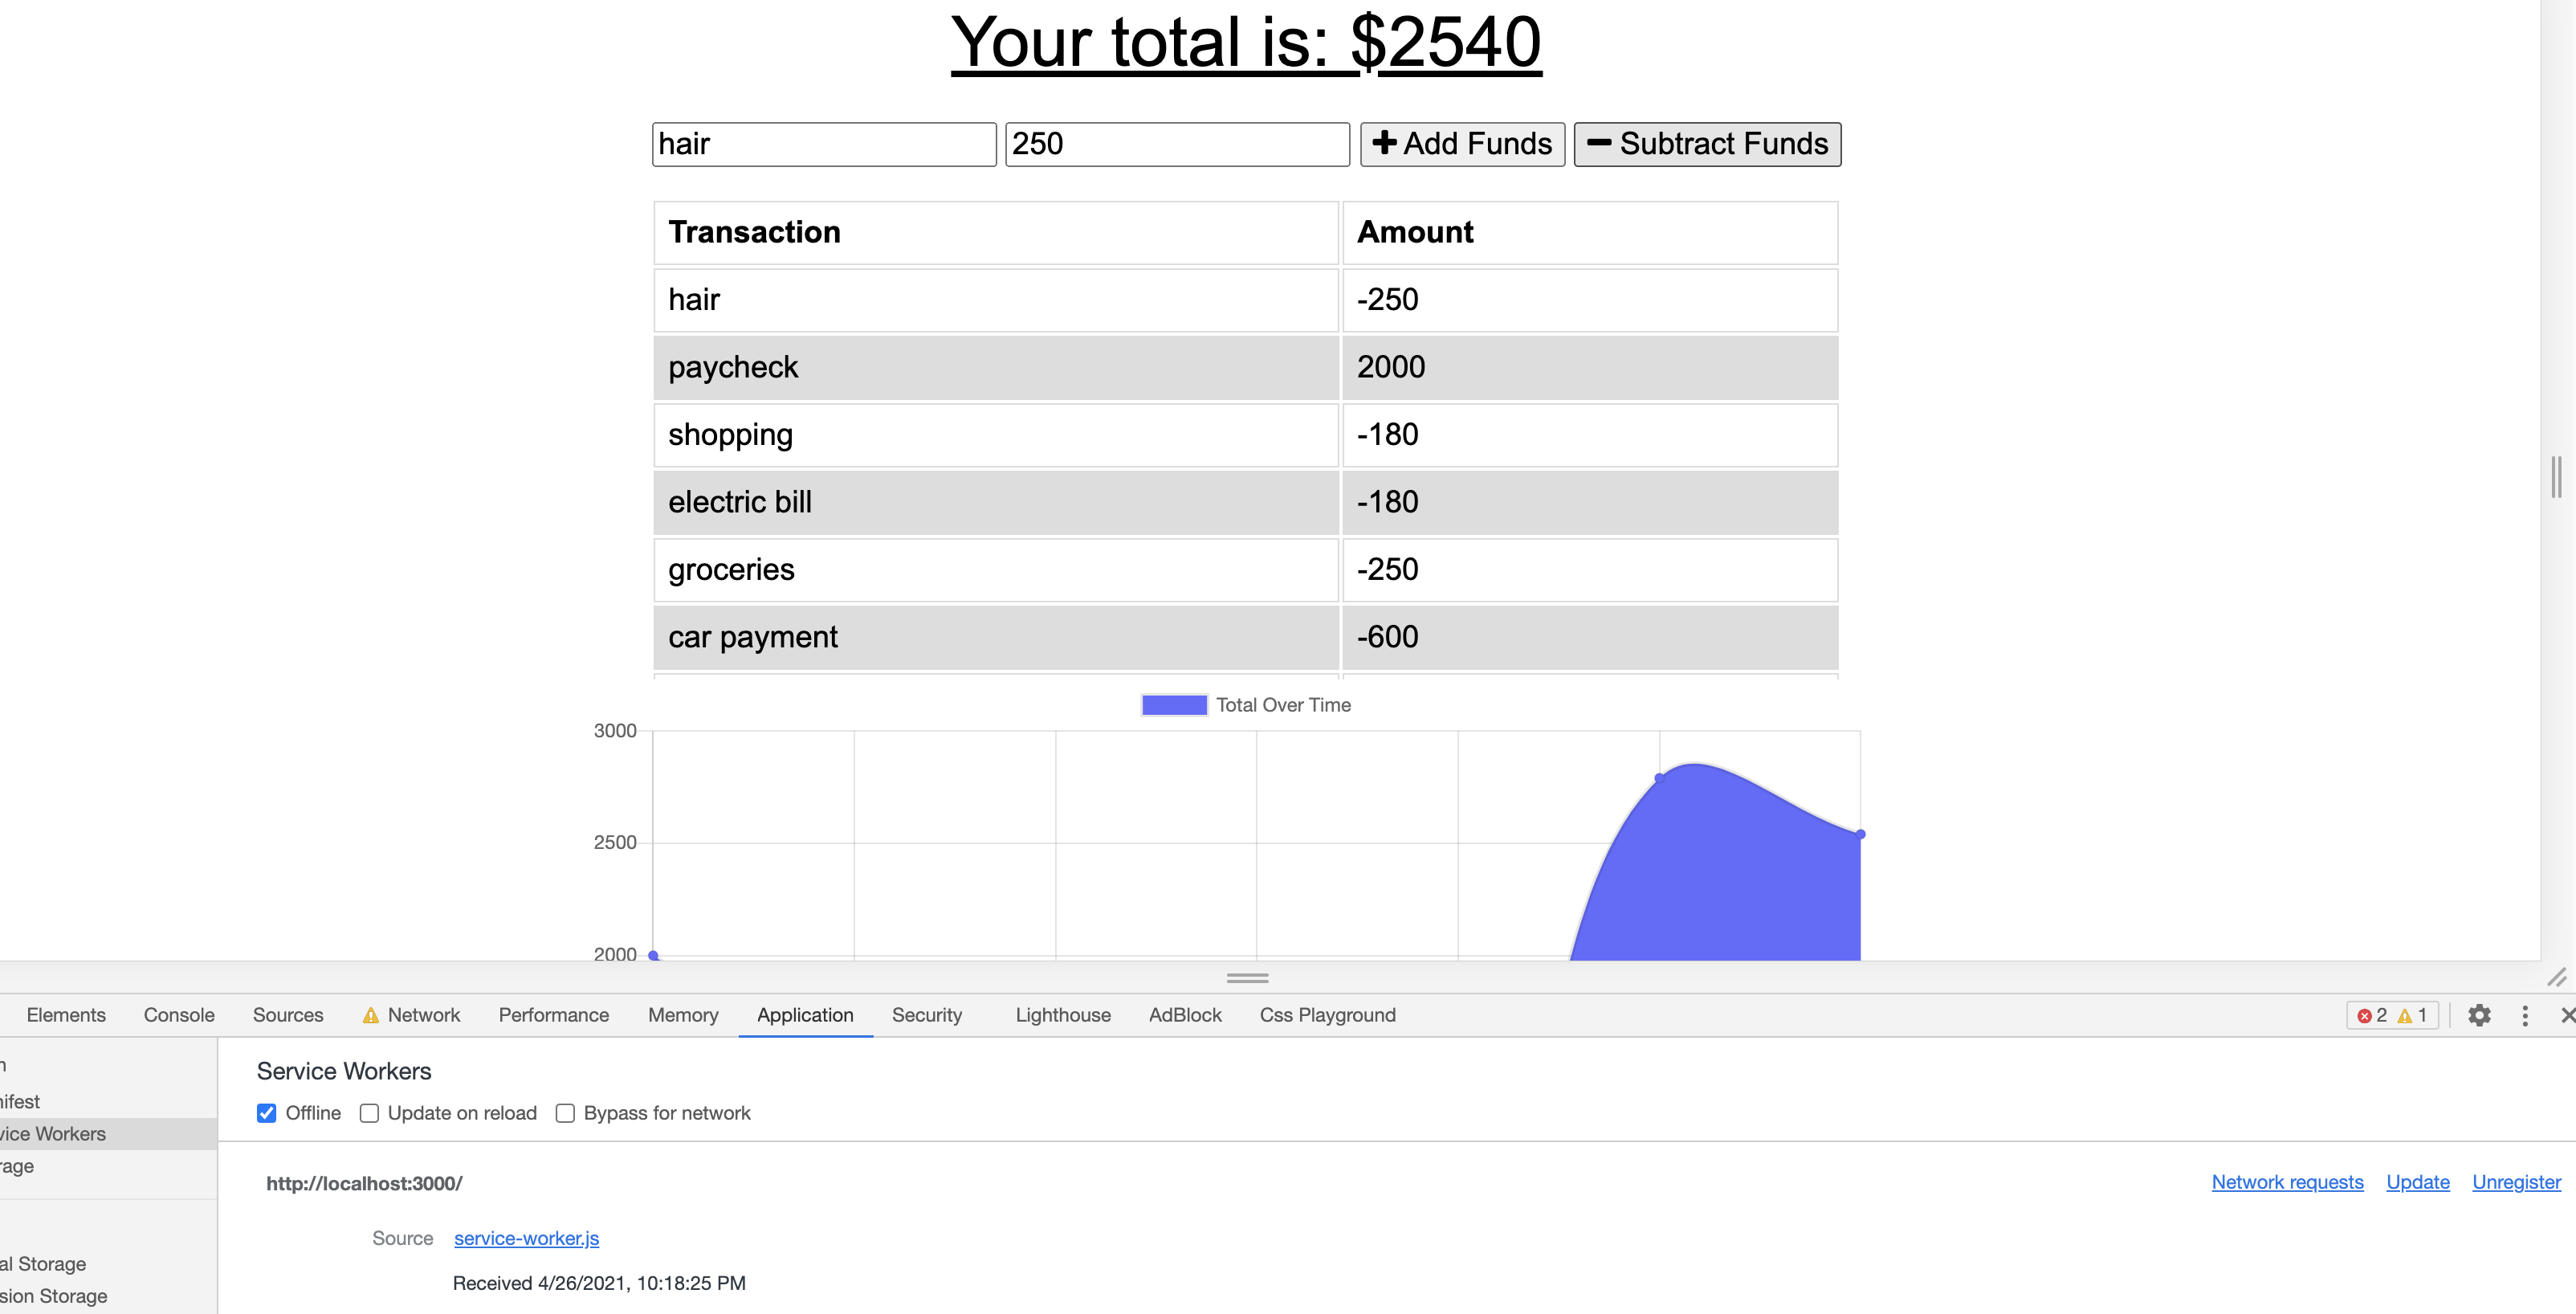 Your total is: $2540
hair 250 Add Funds Subtract Funds
Transaction Amount
hair -250
paycheck 2000
shopping -180
electric bill -180
groceries -250
car payment -600
Total Over Time
3000
2500
2000
Elements Console Sources Network Performance Memory Application Security Lighthouse AdBlock Css Playground 2 1
n
nifest
vice Workers
rage
al Storage
sion Storage
Service Workers
Offline Update on reload Bypass for network
http://localhost:3000/ Network requests Update Unregister
Source service-worker.js
Received 4/26/2021, 10:18:25 PM